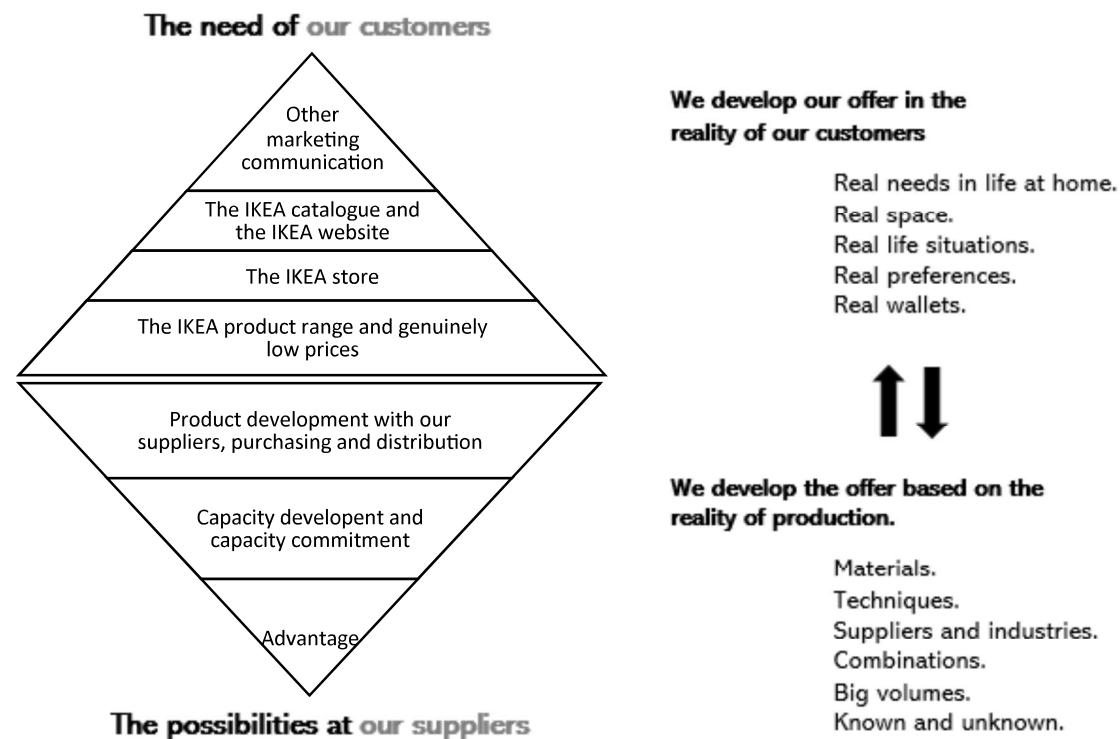 The need of our customers
Other
marketing
communication
The IKEA catalogue and
the IKEA website
The IKEA store
The IKEA product range and genuinely
low prices
Product development with our
suppliers, purchasing and distribution
Capacity developent and
capacity commitment
Advantage
The possibilities at our suppliers
We develop our offer in the
reality of our customers
Real needs in life at home.
Real space.
Real life situations.
Real preferences.
Real wallets.
We develop the offer based on the
reality of production.
Materials.
Techniques.
Suppliers and industries.
Combinations.
Big volumes.
Known and unknown.